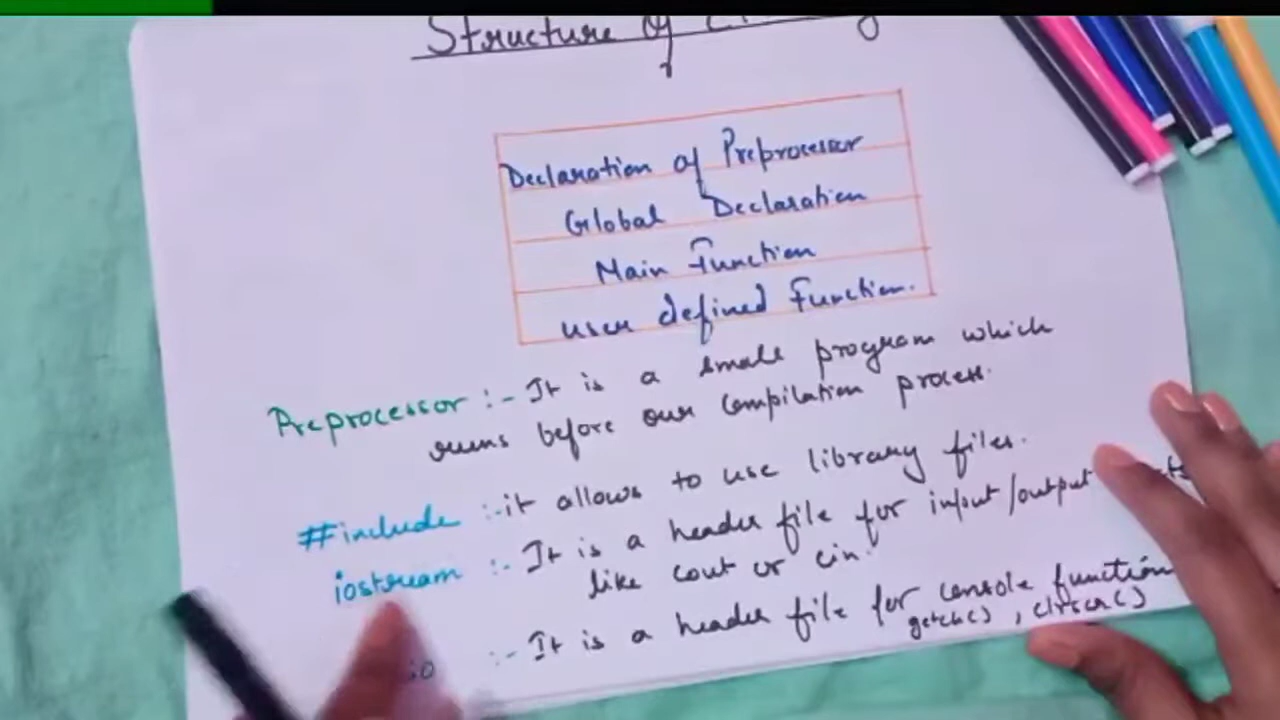 Structure of
Declaration of Preprocessor
Global Declaration
Main Function
user defined function.
Preprocessor :- It is a small program which
runs before our compilation process.
#include :- it allows to use library files.
iostream :- It is a header file for input/output
like cout or cin.
:- It is a header file for console function
getch() , clrscr()